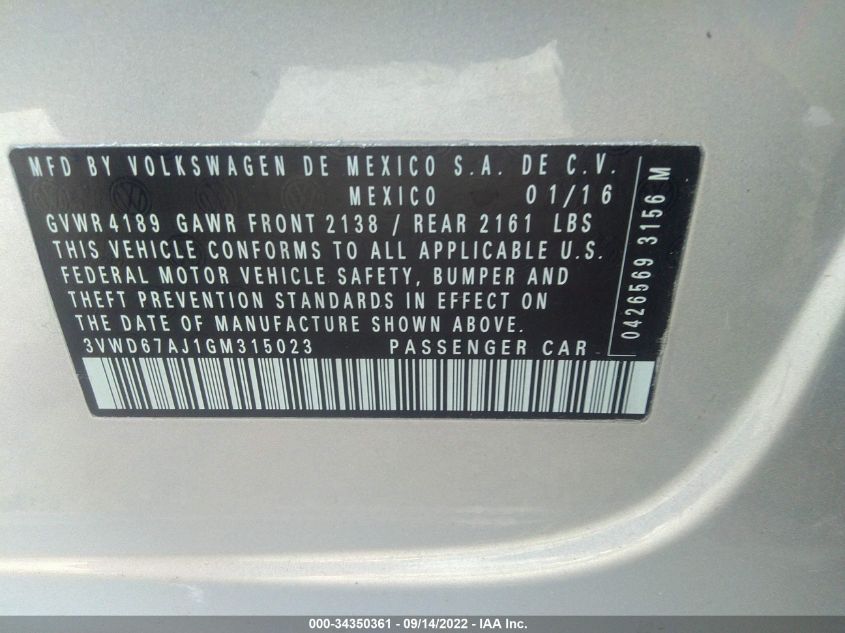 MFD BY VOLKSWAGEN DE MEXICO S.A. DE C.V.
MEXICO 01/16
GVWR 4189 GAWR FRONT 2138 / REAR 2161 LBS
THIS VEHICLE CONFORMS TO ALL APPLICABLE U.S.
FEDERAL MOTOR VEHICLE SAFETY, BUMPER AND
THEFT PREVENTION STANDARDS IN EFFECT ON
THE DATE OF MANUFACTURE SHOWN ABOVE.
3VWD67AJ1GM315023 PASSENGER CAR
0426569 3156 M
000-34350361 - 09/14/2022 - IAA Inc.